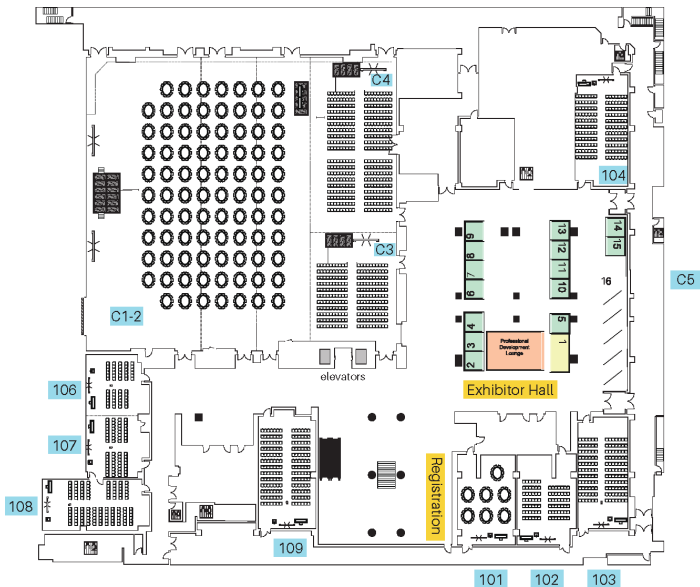 C4
104
C3
C5
C1-2
9
8
7
6
13
12
11
10
14
15
16
4
3
2
5
1
Professional
Development
Lounge
elevators
Exhibitor Hall
106
107
108
109
Registration
101
102
103